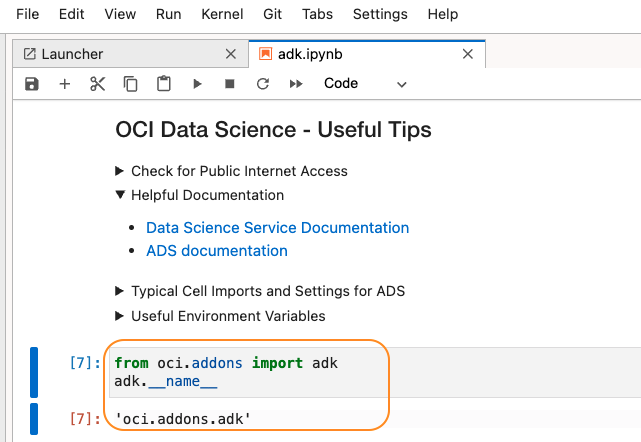 File Edit View Run Kernel Git Tabs Settings Help
Launcher adk.ipynb
Code
OCI Data Science - Useful Tips
Check for Public Internet Access
Helpful Documentation
Data Science Service Documentation
ADS documentation
Typical Cell Imports and Settings for ADS
Useful Environment Variables
[7]: from oci.addons import adk
adk.__name__
[7]: 'oci.addons.adk'